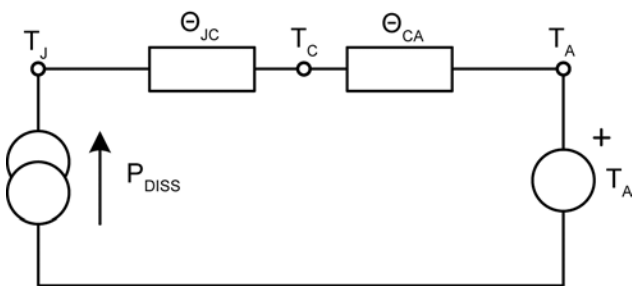 Θ_JC
Θ_CA
T_J
T_C
T_A
P_DISS
+
T_A